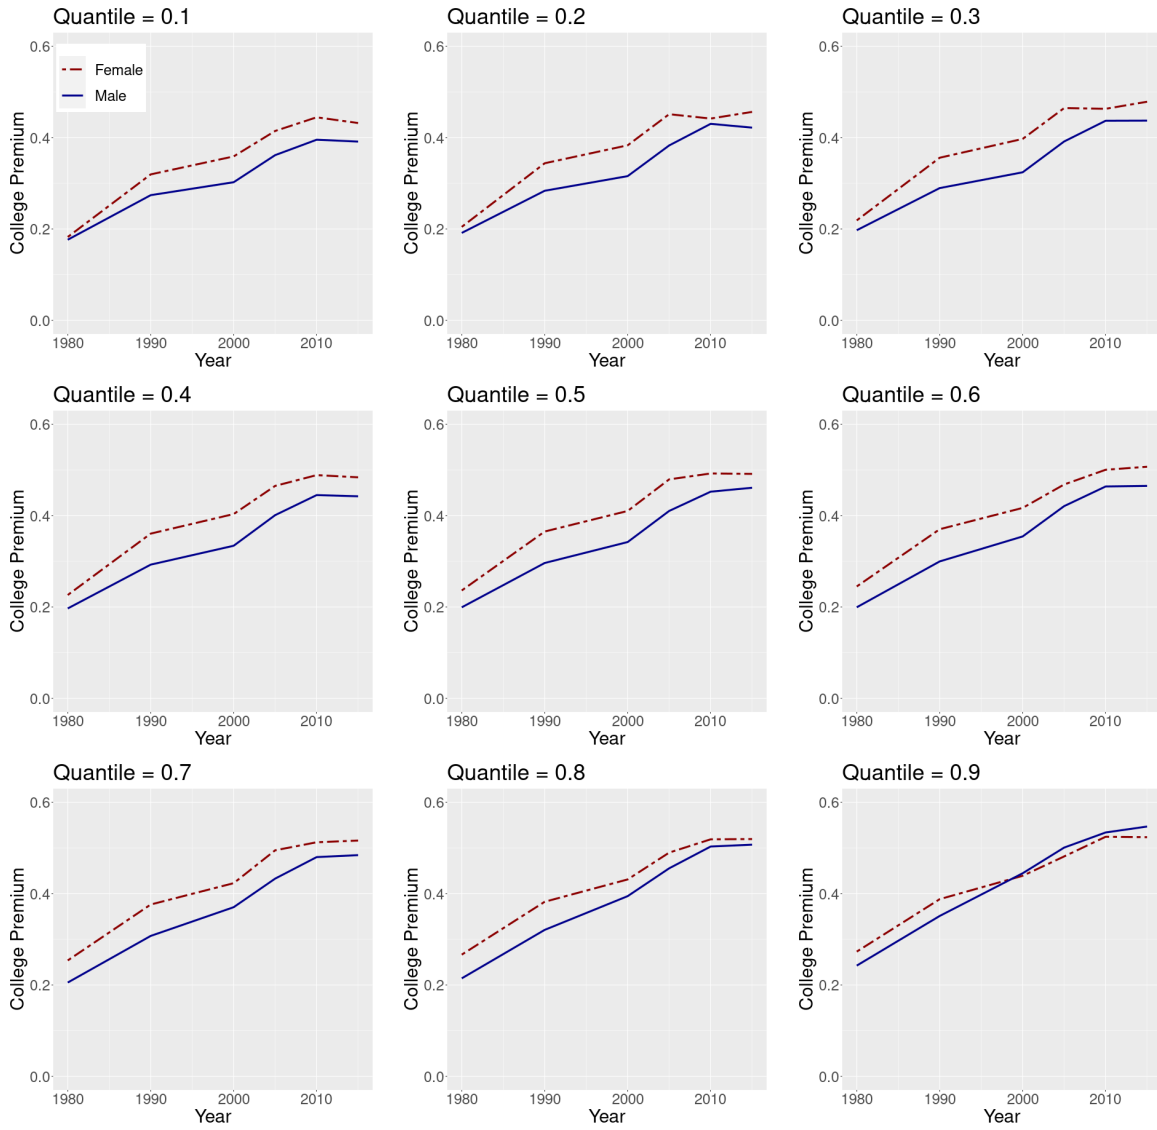 Quantile = 0.1
Quantile = 0.2
Quantile = 0.3
0.6
0.4
0.2
0.0
College Premium
Female
Male
1980 1990 2000 2010
Year
0.6
0.4
0.2
0.0
College Premium
1980 1990 2000 2010
Year
0.6
0.4
0.2
0.0
College Premium
1980 1990 2000 2010
Year
Quantile = 0.4
Quantile = 0.5
Quantile = 0.6
0.6
0.4
0.2
0.0
College Premium
1980 1990 2000 2010
Year
0.6
0.4
0.2
0.0
College Premium
1980 1990 2000 2010
Year
0.6
0.4
0.2
0.0
College Premium
1980 1990 2000 2010
Year
Quantile = 0.7
Quantile = 0.8
Quantile = 0.9
0.6
0.4
0.2
0.0
College Premium
1980 1990 2000 2010
Year
0.6
0.4
0.2
0.0
College Premium
1980 1990 2000 2010
Year
0.6
0.4
0.2
0.0
College Premium
1980 1990 2000 2010
Year